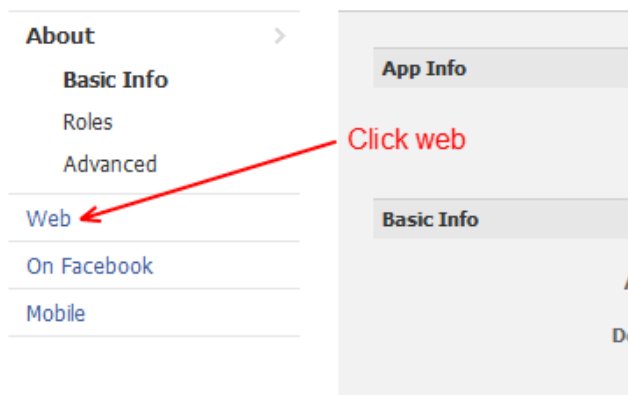 About
Basic Info
Roles
Advanced
Web
On Facebook
Mobile
App Info
Click web
Basic Info